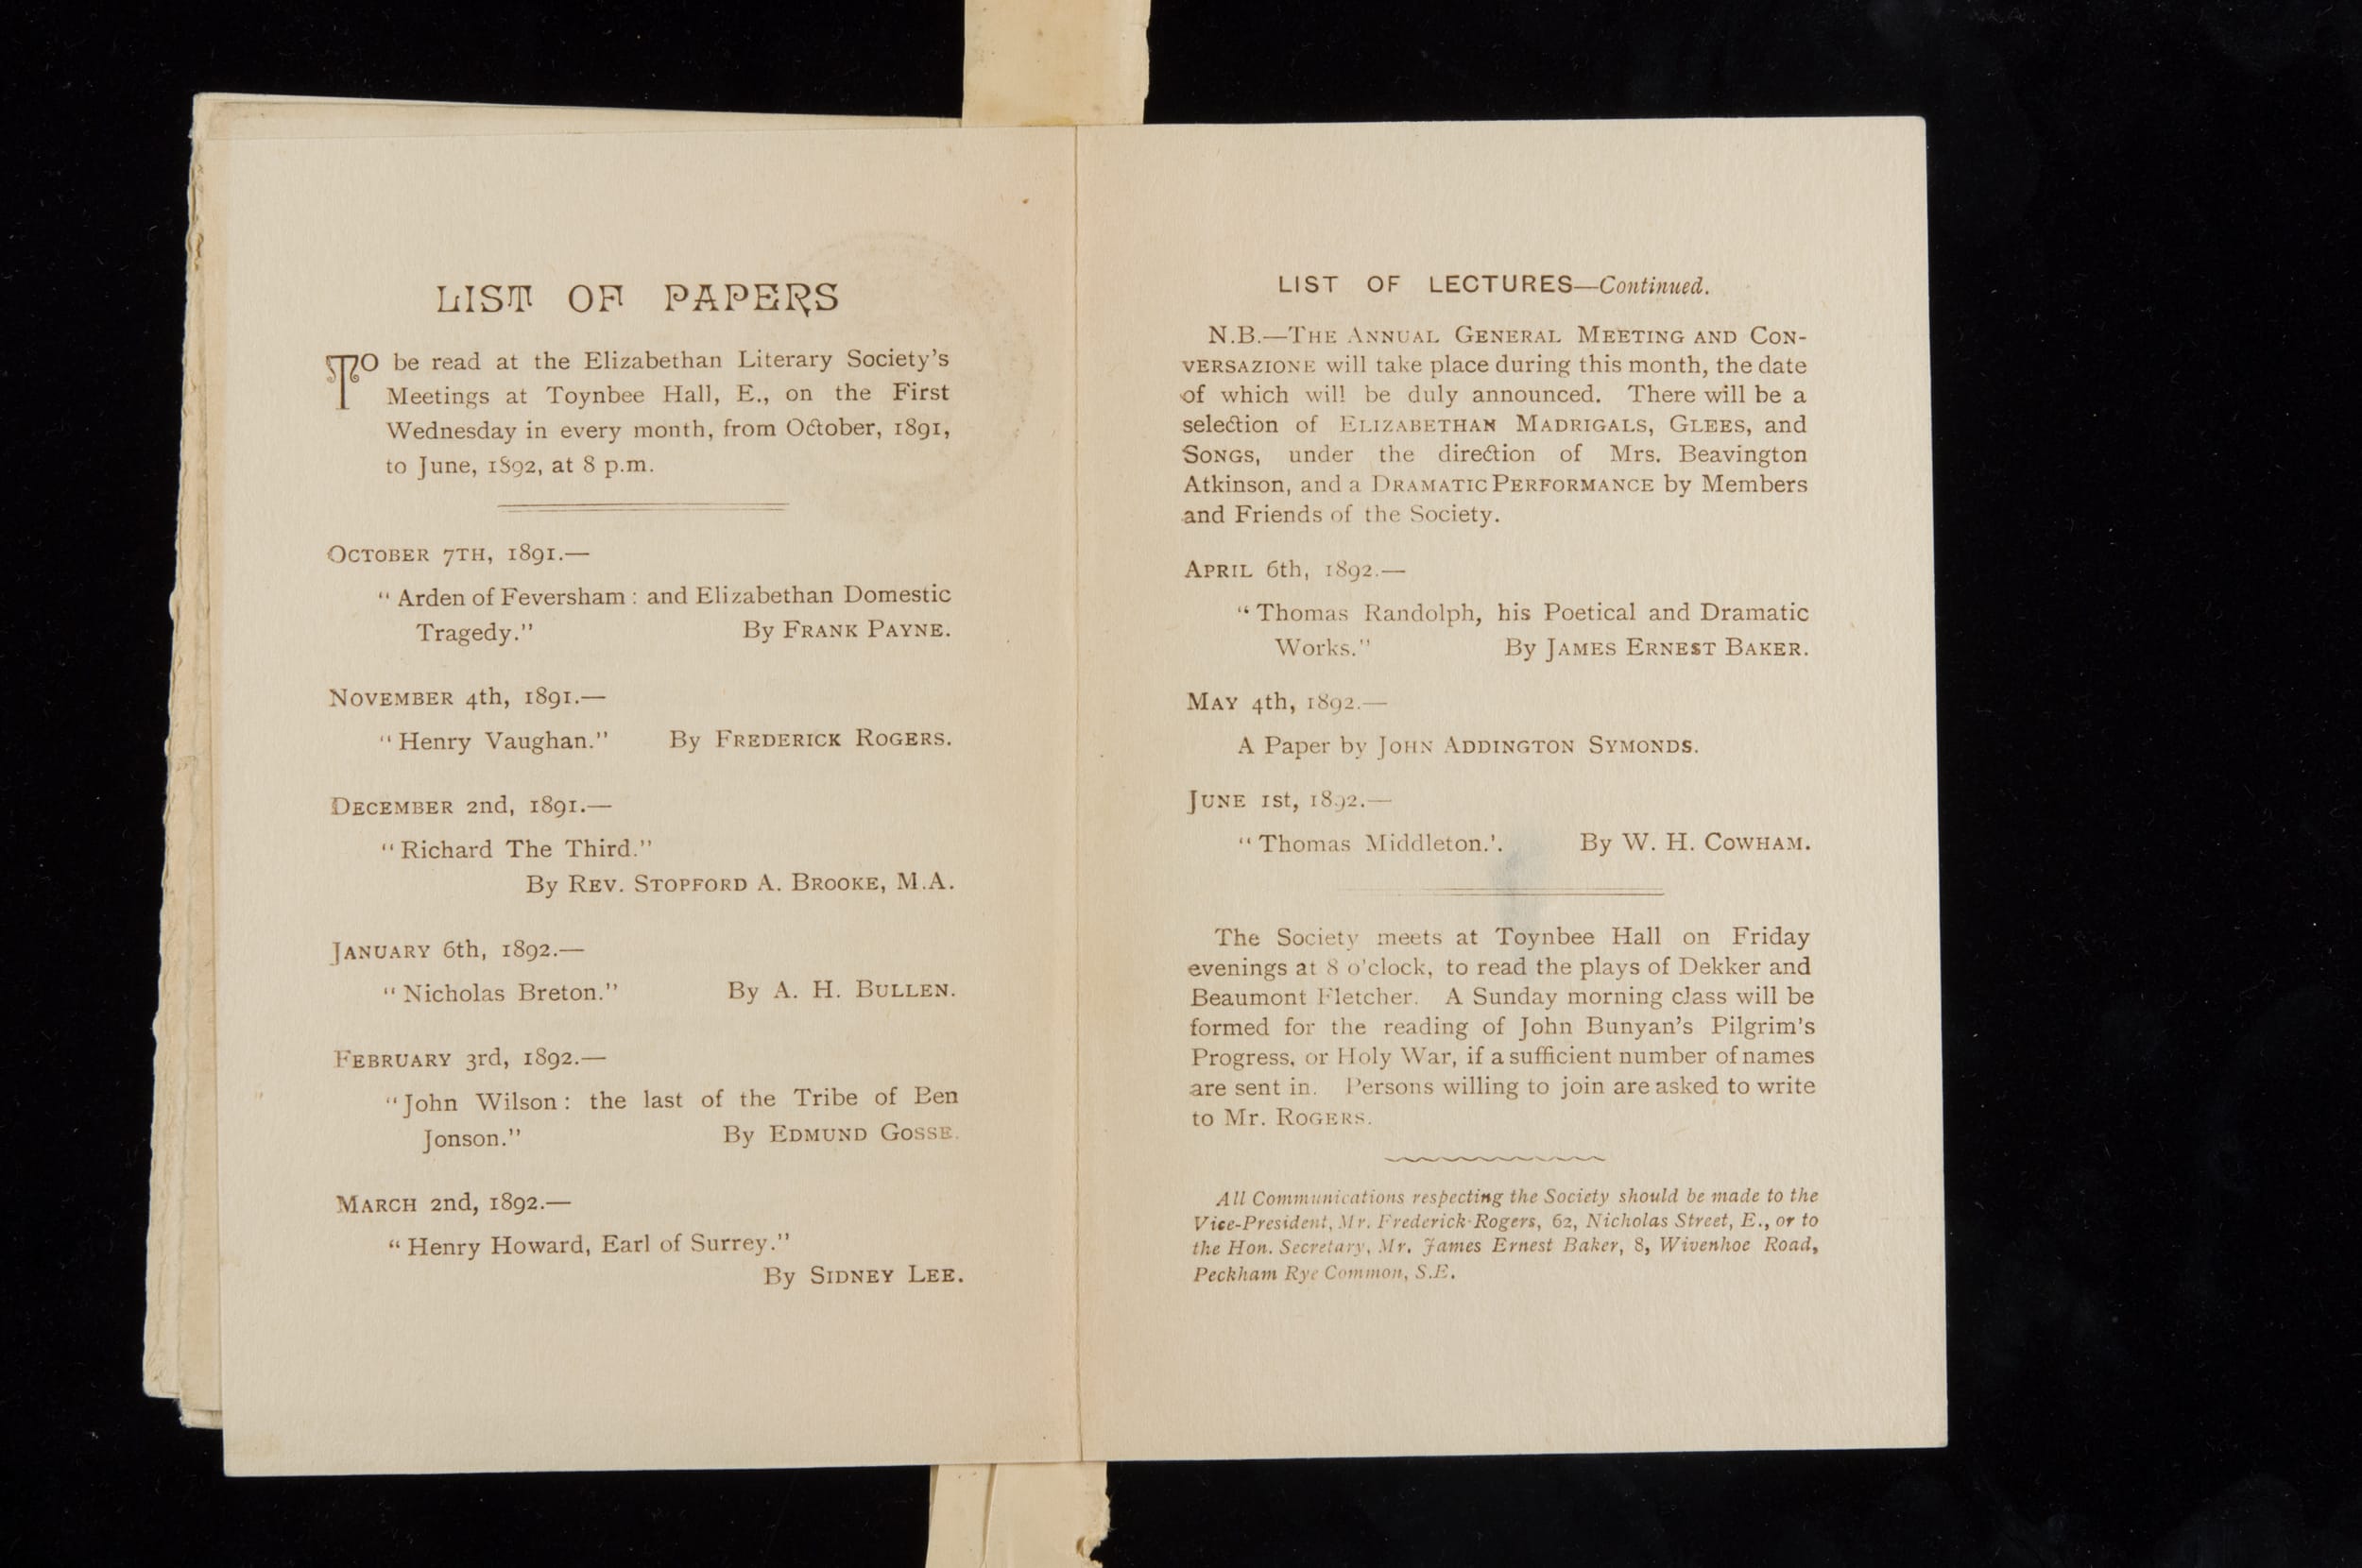 LIST OF PAPERS
TO be read at the Elizabethan Literary Society's
Meetings at Toynbee Hall, E., on the First
Wednesday in every month, from October, 1891,
to June, 1892, at 8 p.m.
OCTOBER 7TH, 1891.—
"Arden of Feversham: and Elizabethan Domestic
Tragedy." By FRANK PAYNE.
NOVEMBER 4th, 1891.—
"Henry Vaughan." By FREDERICK ROGERS.
DECEMBER 2nd, 1891.—
"Richard The Third."
By REV. STOPFORD A. BROOKE, M.A.
JANUARY 6th, 1892.—
"Nicholas Breton." By A. H. BULLEN.
FEBRUARY 3rd, 1892.—
"John Wilson: the last of the Tribe of Ben
Jonson." By EDMUND GOSSE.
MARCH 2nd, 1892.—
"Henry Howard, Earl of Surrey."
By SIDNEY LEE.
LIST OF LECTURES—Continued.
N.B.—THE ANNUAL GENERAL MEETING AND CON-
VERSAZIONE will take place during this month, the date
of which will be duly announced. There will be a
selection of ELIZABETHAN MADRIGALS, GLEES, and
SONGS, under the direction of Mrs. Beavington
Atkinson, and a DRAMATIC PERFORMANCE by Members
and Friends of the Society.
APRIL 6th, 1892.—
"Thomas Randolph, his Poetical and Dramatic
Works." By JAMES ERNEST BAKER.
MAY 4th, 1892.—
A Paper by JOHN ADDINGTON SYMONDS.
JUNE 1st, 1892.—
"Thomas Middleton.'. By W. H. COWHAM.
The Society meets at Toynbee Hall on Friday
evenings at 8 o'clock, to read the plays of Dekker and
Beaumont Fletcher. A Sunday morning class will be
formed for the reading of John Bunyan's Pilgrim's
Progress, or Holy War, if a sufficient number of names
are sent in. Persons willing to join are asked to write
to Mr. ROGERS.
All Communications respecting the Society should be made to the
Vice-President, Mr. Frederick Rogers, 62, Nicholas Street, E., or to
the Hon. Secretary, Mr. James Ernest Baker, 8, Wivenhoe Road,
Peckham Rye Common, S.E.